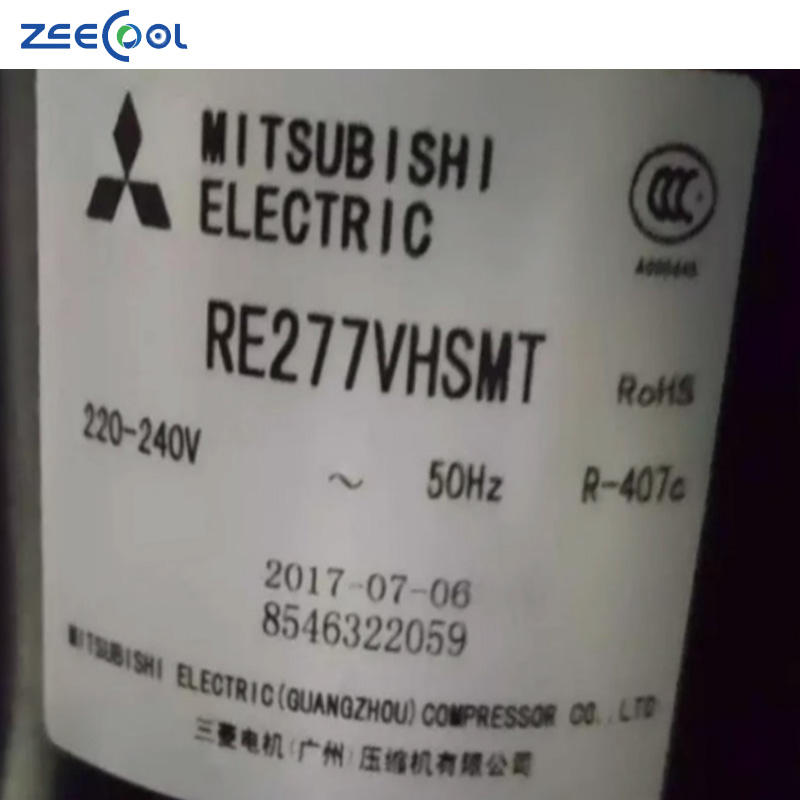 ZEECOOL
MITSUBISHI
ELECTRIC
CCC
RE277VHSMT
RoHS
220-240V ~ 50Hz R-407c
2017-07-06
8546322059
MITSUBISHI ELECTRIC(GUANGZHOU)COMPRESSOR CO.,LTD
三菱电机(广州)压缩机有限公司